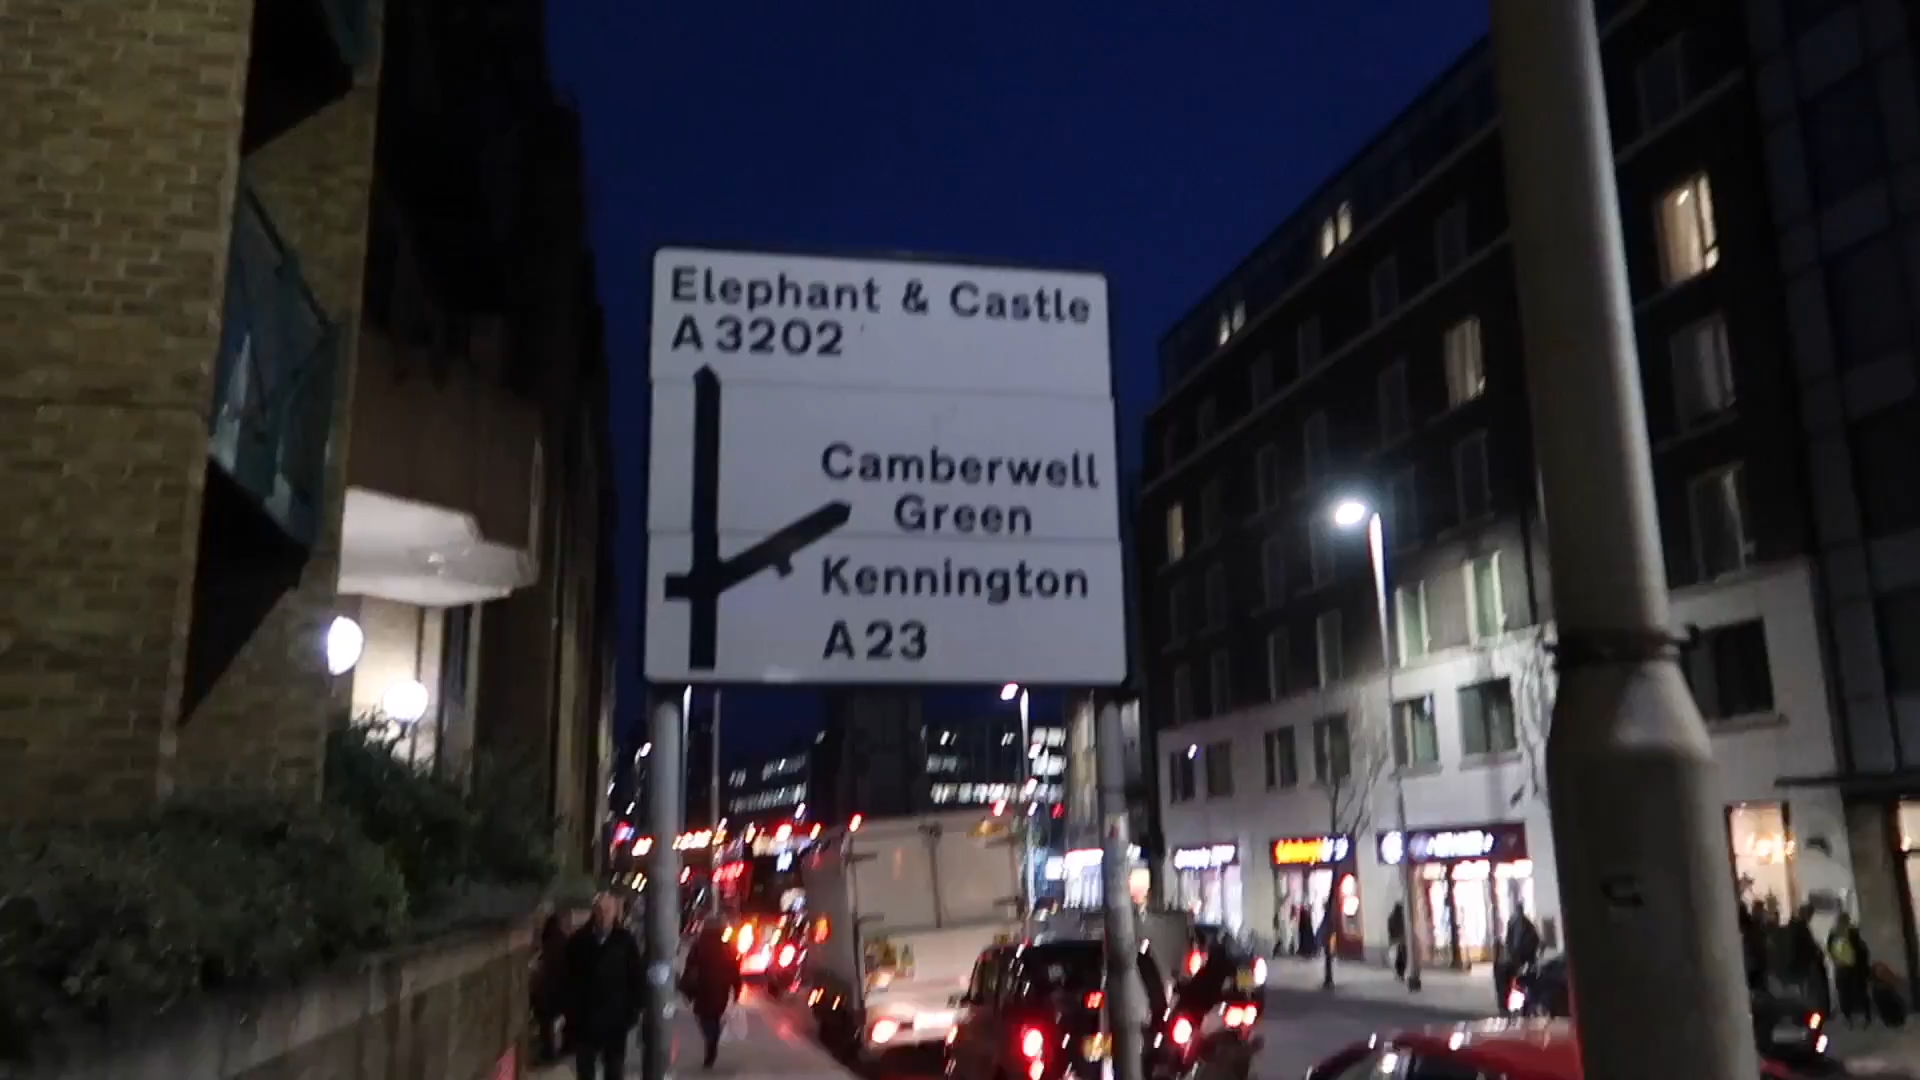 Elephant & Castle
A3202
Camberwell
Green
Kennington
A23